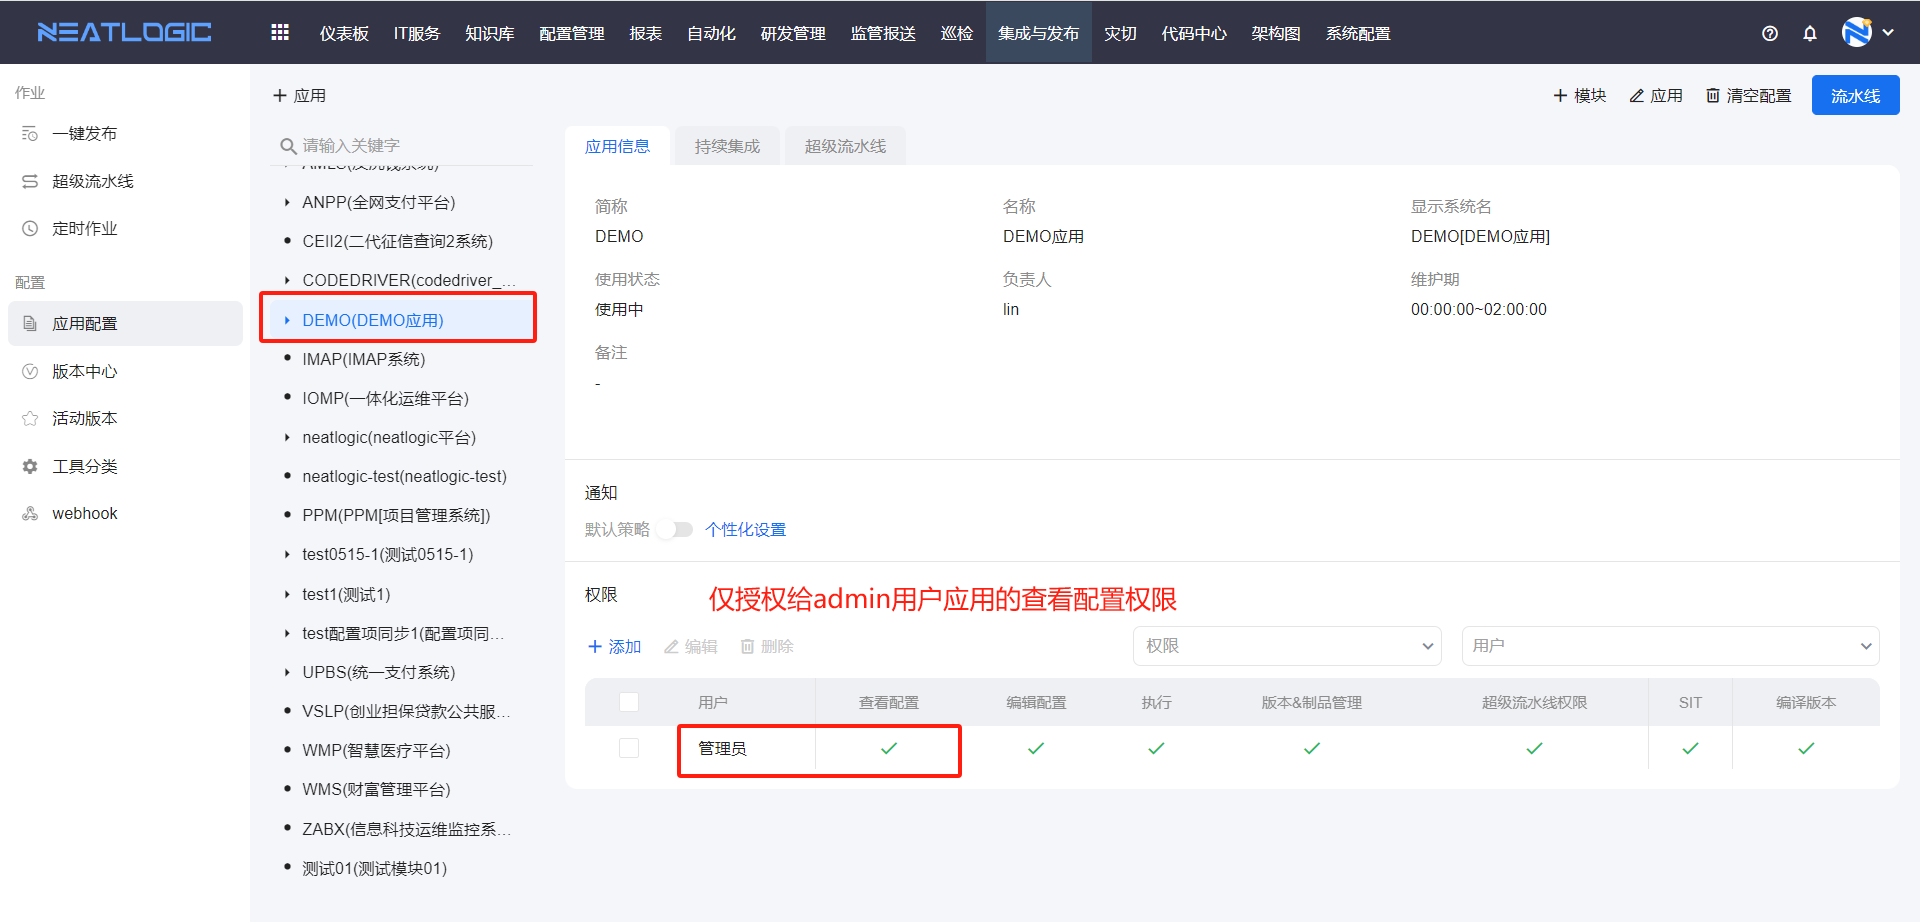 NEATLOGIC
仪表板 IT服务 知识库 配置管理 报表 自动化 研发管理 监管报送 巡检 集成与发布 灾切 代码中心 架构图 系统配置
作业
一键发布
超级流水线
定时作业
配置
应用配置
版本中心
活动版本
工具分类
webhook
应用
请输入关键字
ANPP(全网支付平台)
CEII2(二代征信查询2系统)
CODEDRIVER(codedriver_...
DEMO(DEMO应用)
IMAP(IMAP系统)
IOMP(一体化运维平台)
neatlogic(neatlogic平台)
neatlogic-test(neatlogic-test)
PPM(PPM[项目管理系统])
test0515-1(测试0515-1)
test1(测试1)
test配置项同步1(配置项同...
UPBS(统一支付系统)
VSLP(创业担保贷款公共服...
WMP(智慧医疗平台)
WMS(财富管理平台)
ZABX(信息科技运维监控系...
测试01(测试模块01)
模块 应用 清空配置 流水线
应用信息 持续集成 超级流水线
简称 名称 显示系统名
DEMO DEMO应用 DEMO[DEMO应用]
使用状态 负责人 维护期
使用中 lin 00:00:00~02:00:00
备注
-
通知
默认策略 个性化设置
权限 仅授权给admin用户应用的查看配置权限
添加 编辑 删除 权限 用户
用户 查看配置 编辑配置 执行 版本&制品管理 超级流水线权限 SIT 编译版本
管理员